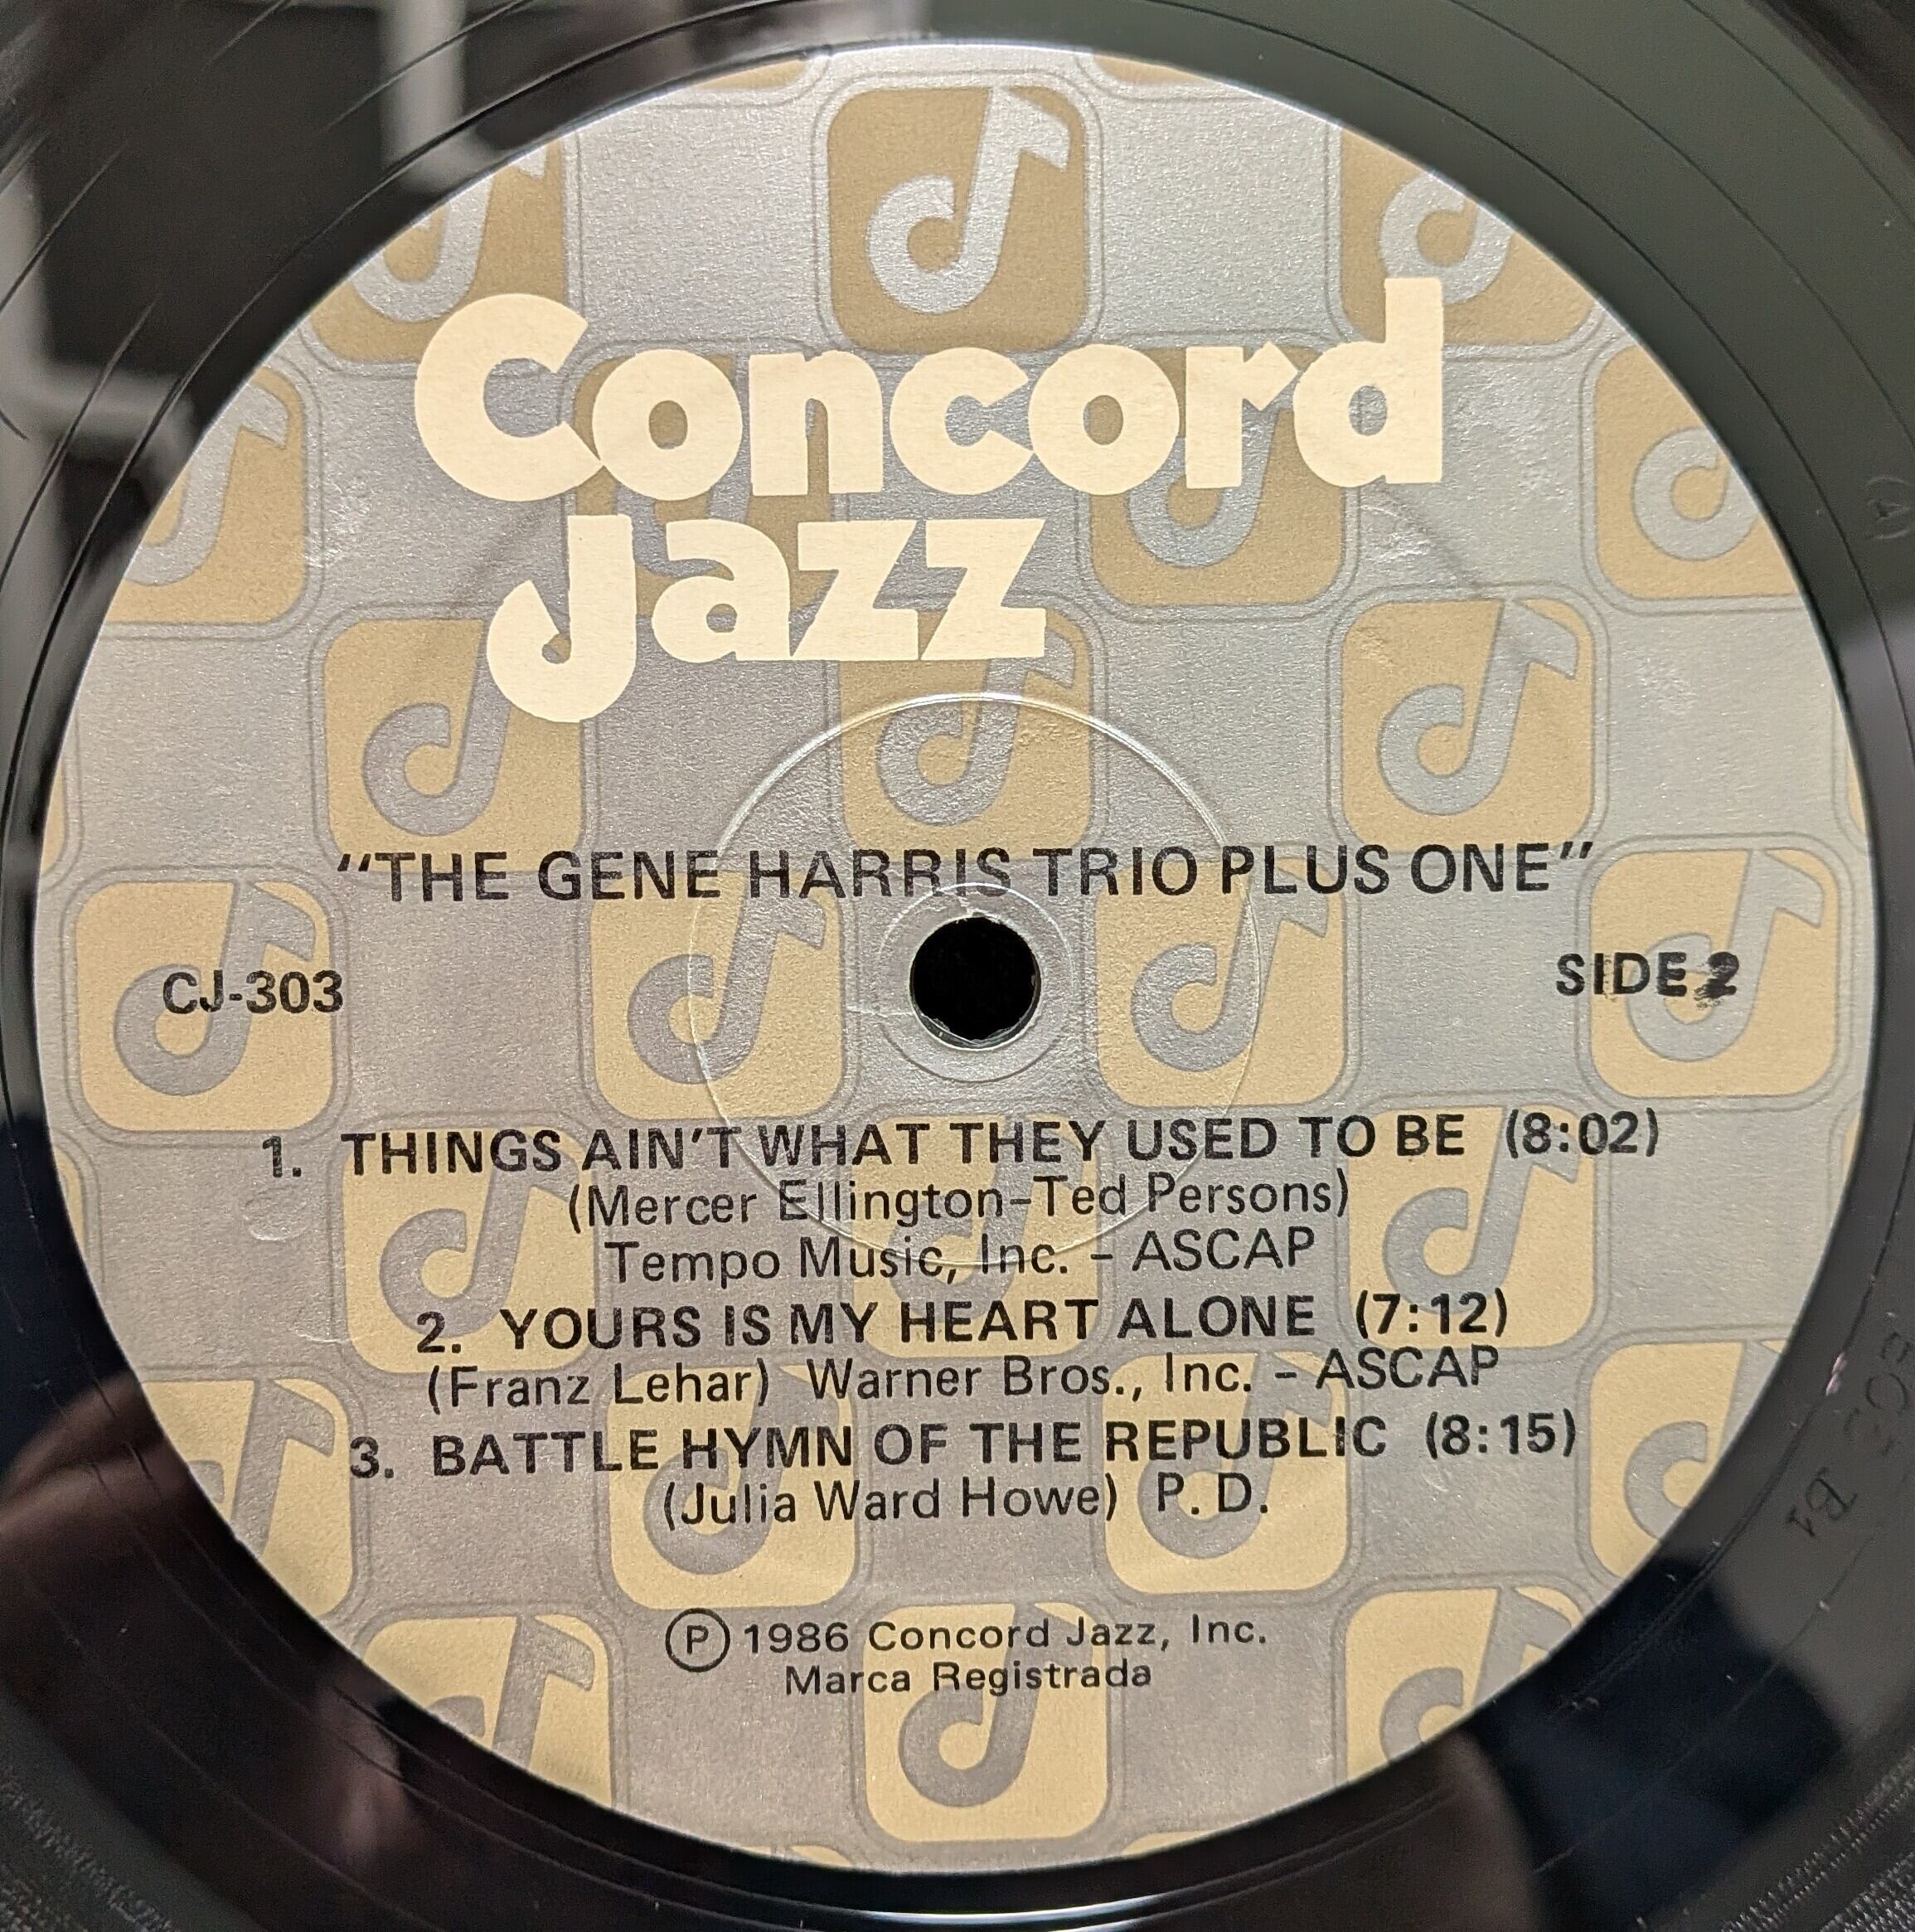 Concord
Jazz
"THE GENE HARRIS TRIO PLUS ONE"
CJ-303
SIDE 2
1. THINGS AIN'T WHAT THEY USED TO BE (8:02)
(Mercer Ellington-Ted Persons)
Tempo Music, Inc. - ASCAP
2. YOURS IS MY HEART ALONE (7:12)
(Franz Lehar) Warner Bros., Inc. - ASCAP
3. BATTLE HYMN OF THE REPUBLIC (8:15)
(Julia Ward Howe) P. D.
Ⓟ 1986 Concord Jazz, Inc.
Marca Registrada